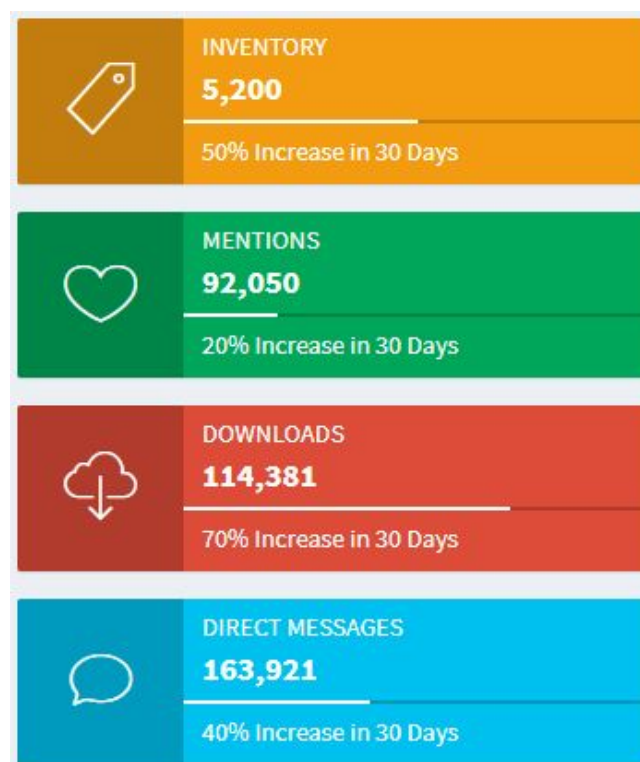 INVENTORY
5,200
50% Increase in 30 Days
MENTIONS
92,050
20% Increase in 30 Days
DOWNLOADS
114,381
70% Increase in 30 Days
DIRECT MESSAGES
163,921
40% Increase in 30 Days